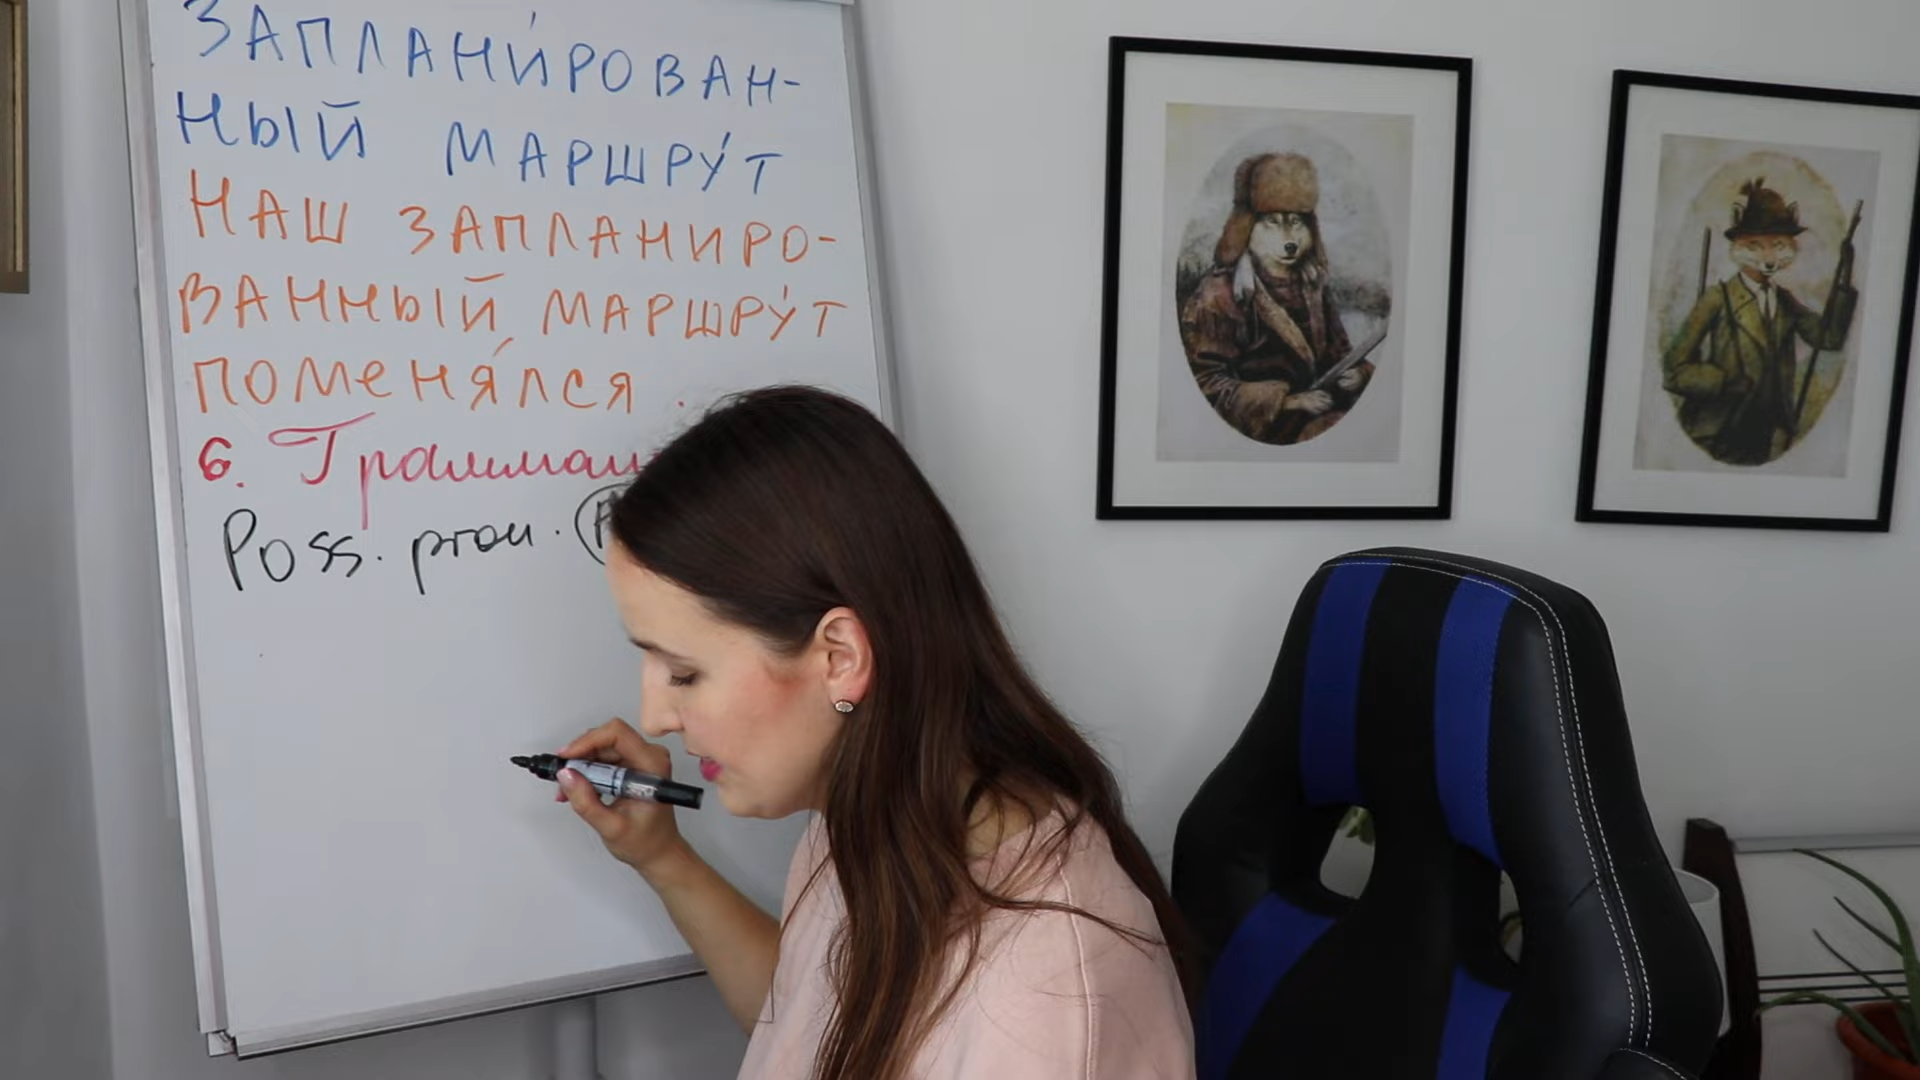 ЗАПЛАНИ́РОВАН-
НЫЙ МАРШРУ́Т
НАШ ЗАПЛАНИРО-
ВАННЫЙ МАРШРУ́Т
ПОМЕНЯ́ЛСЯ.
6.
Poss. pron.